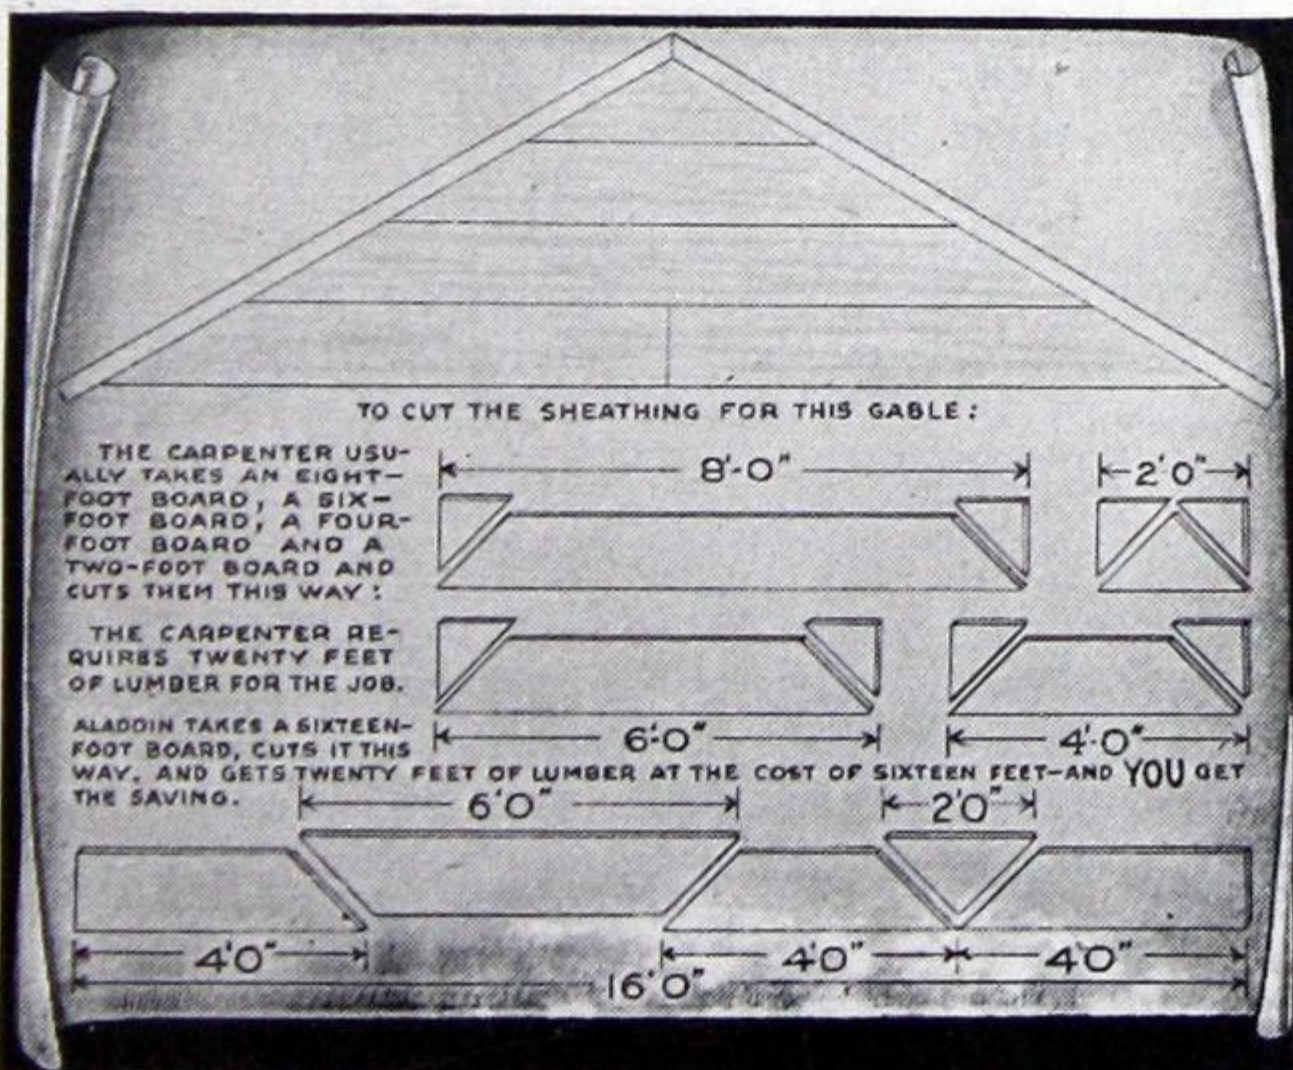 TO CUT THE SHEATHING FOR THIS GABLE:
THE CARPENTER USU-
ALLY TAKES AN EIGHT-
FOOT BOARD, A SIX-
FOOT BOARD, A FOUR-
FOOT BOARD AND A
TWO-FOOT BOARD AND
CUTS THEM THIS WAY:
8'-0"
2'0"
THE CARPENTER RE-
QUIRES TWENTY FEET
OF LUMBER FOR THE JOB.
6'-0"
4'-0"
ALADDIN TAKES A SIXTEEN-
FOOT BOARD, CUTS IT THIS
WAY, AND GETS TWENTY FEET OF LUMBER AT THE COST OF SIXTEEN FEET-AND YOU GET
THE SAVING.
6'0"
2'0"
4'0"
4'0"
4'0"
16'0"